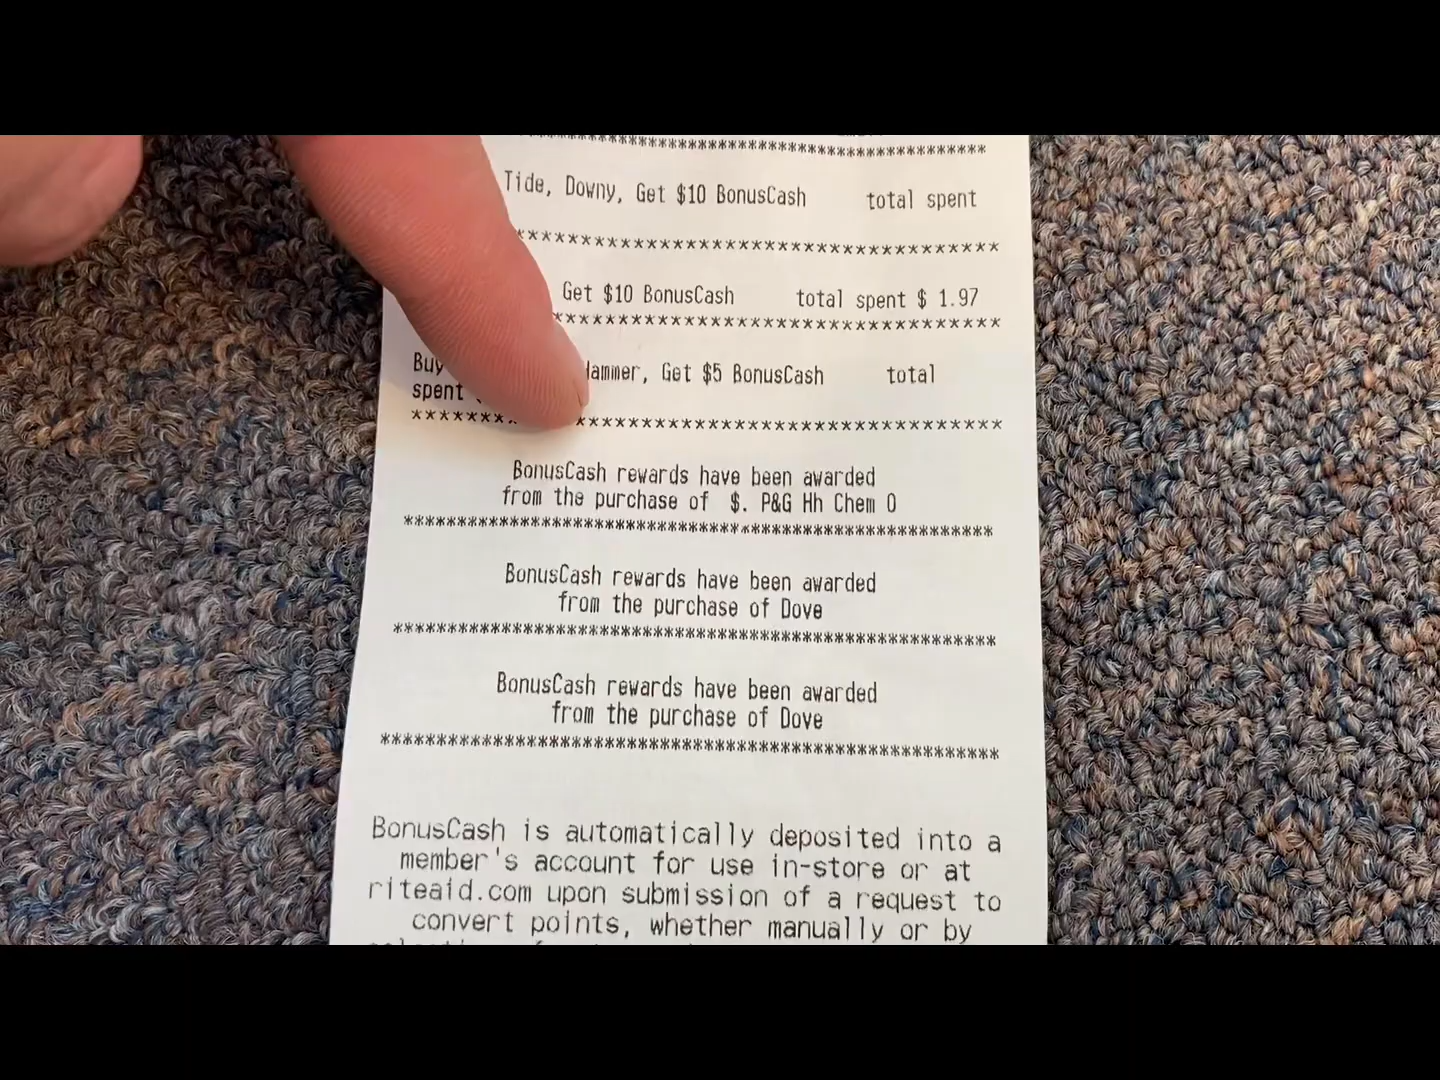 *********************************************
Tide, Downy, Get $10 BonusCash total spent
*************************************
Get $10 BonusCash total spent $ 1.97
**********************************
Buy Hammer, Get $5 BonusCash total
spent
******** *********************************
BonusCash rewards have been awarded
from the purchase of $. P&G Hh Chem O
*******************************************************
BonusCash rewards have been awarded
from the purchase of Dove
*******************************************************
BonusCash rewards have been awarded
from the purchase of Dove
*******************************************************
BonusCash is automatically deposited into a
member's account for use in-store or at
riteaid.com upon submission of a request to
convert points, whether manually or by